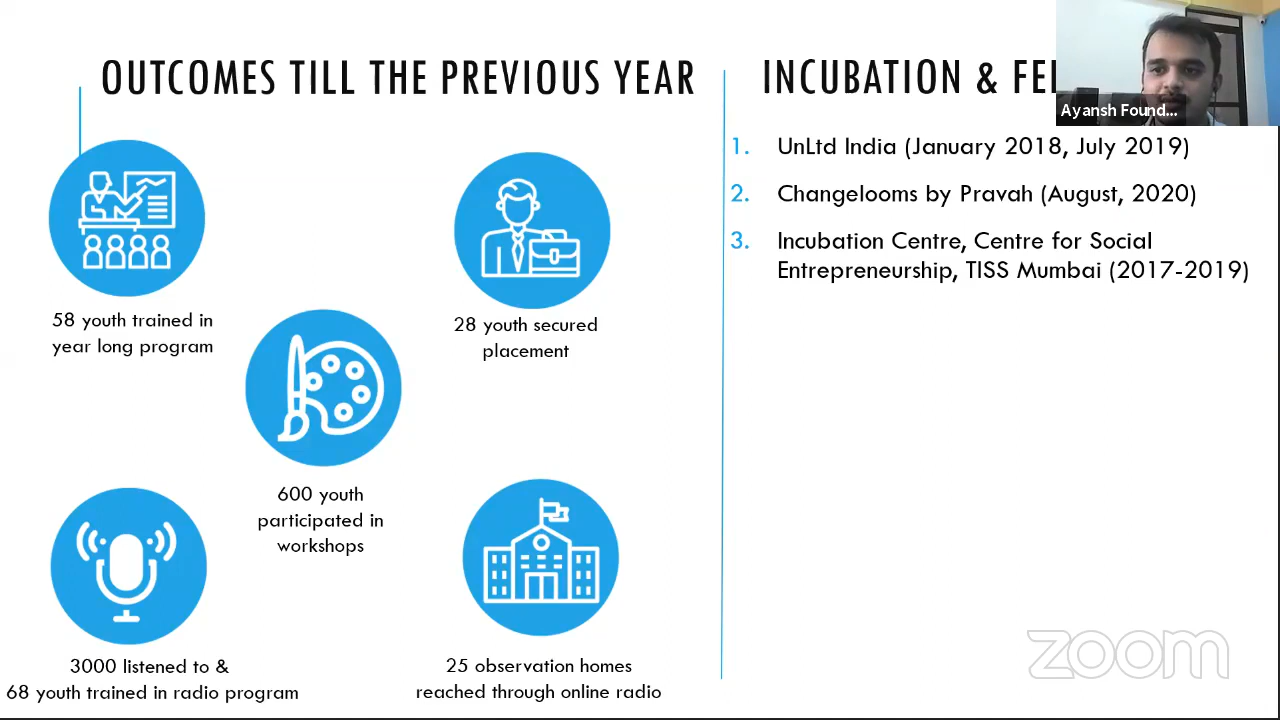 OUTCOMES TILL THE PREVIOUS YEAR
58 youth trained in
year long program
28 youth secured
placement
600 youth
participated in
workshops
3000 listened to &
68 youth trained in radio program
25 observation homes
reached through online radio
INCUBATION &
1. UnLtd India (January 2018, July 2019)
2. Changelooms by Pravah (August, 2020)
3. Incubation Centre, Centre for Social
Entrepreneurship, TISS Mumbai (2017-2019)
Ayansh Found...
zoom